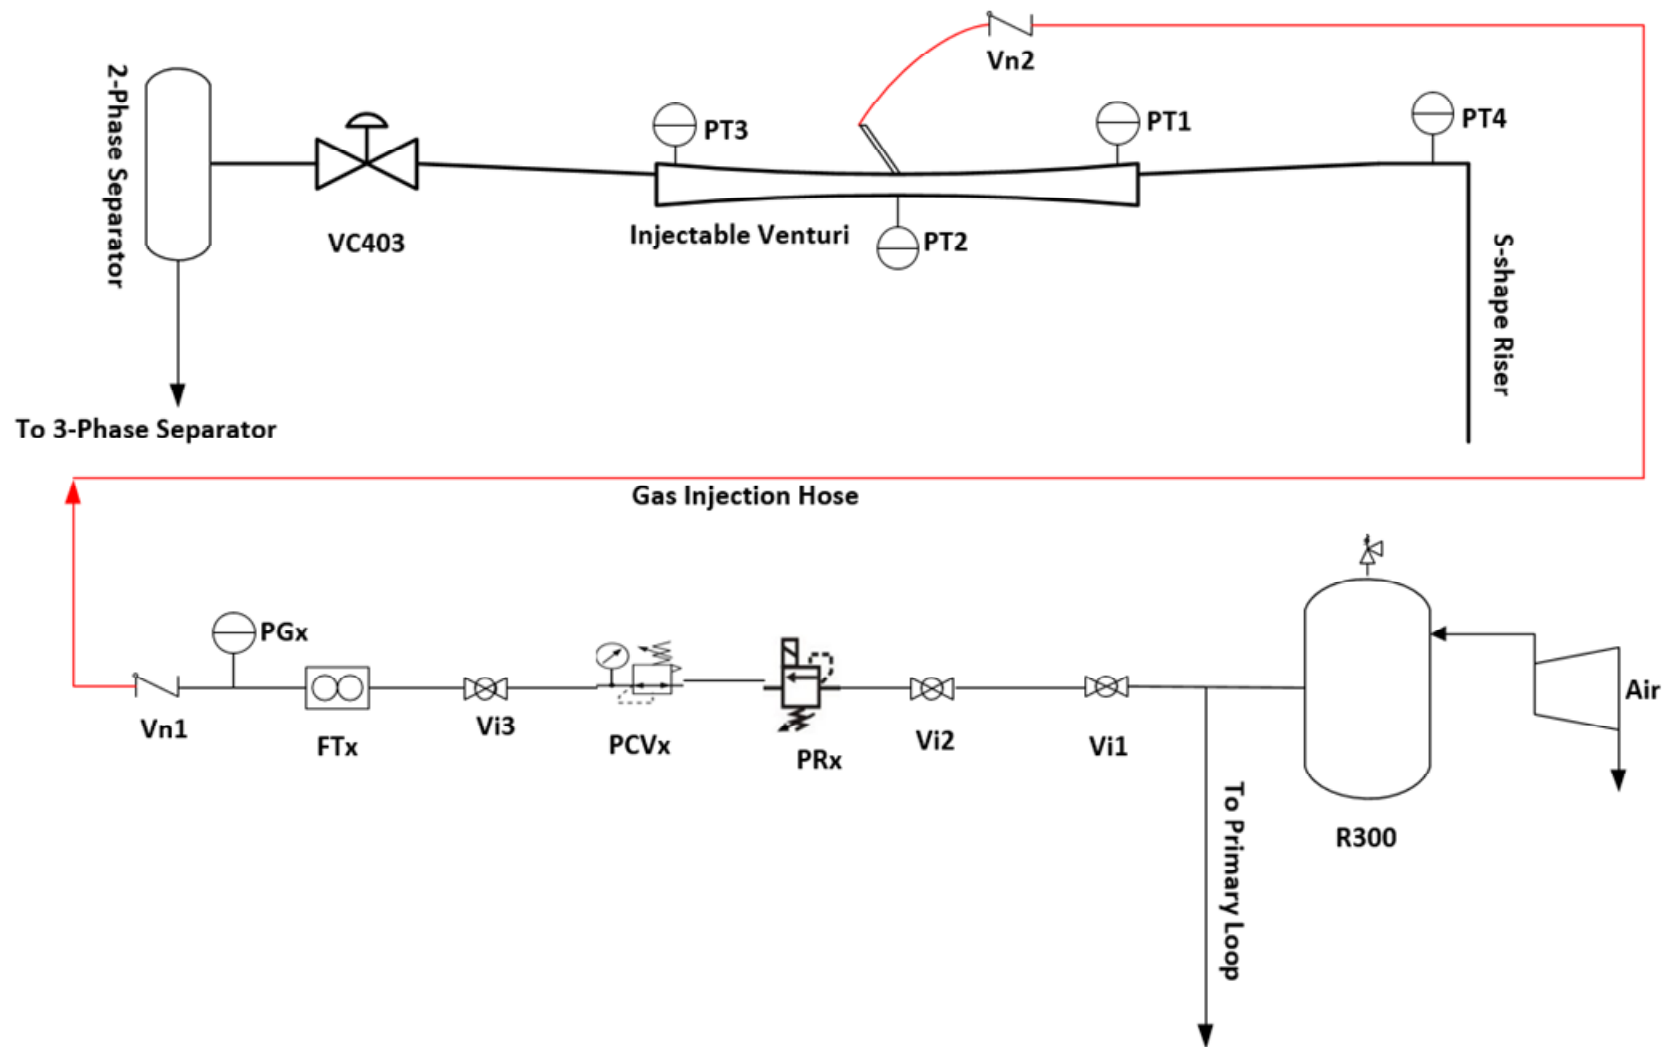 Vn2
2-Phase Separator
PT3
PT1
PT4
VC403
Injectable Venturi
PT2
S-shape Riser
To 3-Phase Separator
Gas Injection Hose
PGx
Vn1
FTx
Vi3
PCVx
PRx
Vi2
Vi1
Air
R300
To Primary Loop